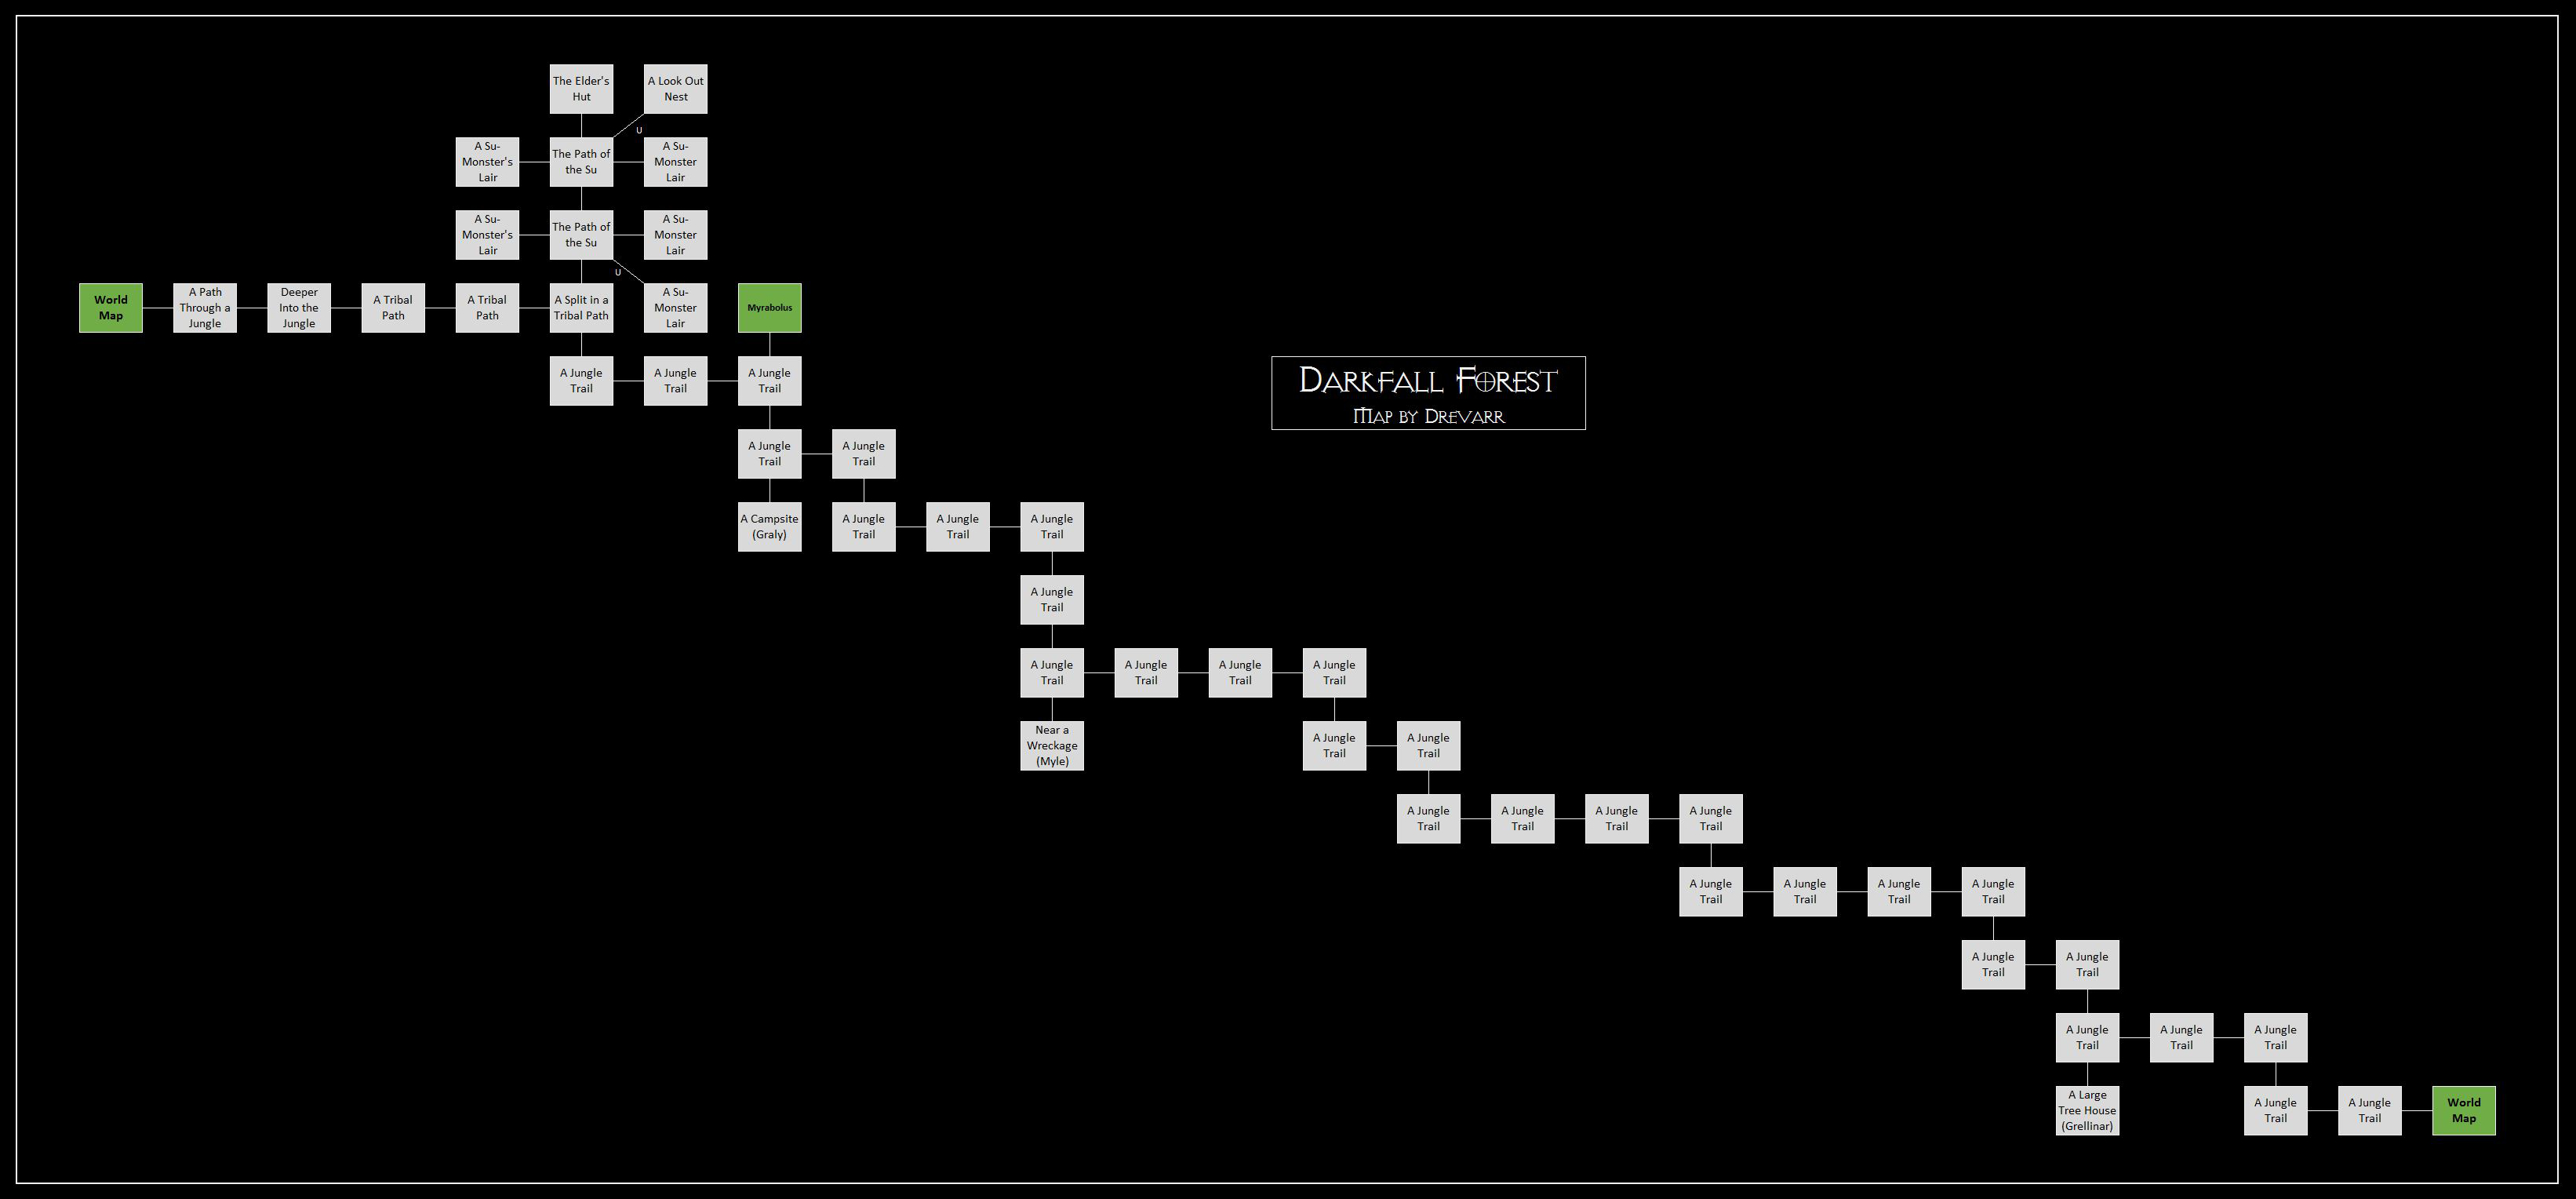 The Elder's
Hut
A Look Out
Nest
U
A Su-
Monster's
Lair
The Path of
the Su
A Su-
Monster
Lair
A Su-
Monster's
Lair
The Path of
the Su
A Su-
Monster
Lair
U
World
Map
A Path
Through a
Jungle
Deeper
Into the
Jungle
A Tribal
Path
A Tribal
Path
A Split in a
Tribal Path
A Su-
Monster
Lair
Myrabolus
A Jungle
Trail
A Jungle
Trail
A Jungle
Trail
Darkfall Forest
Map by Drevarr
A Jungle
Trail
A Jungle
Trail
A Campsite
(Graly)
A Jungle
Trail
A Jungle
Trail
A Jungle
Trail
A Jungle
Trail
A Jungle
Trail
A Jungle
Trail
A Jungle
Trail
A Jungle
Trail
Near a
Wreckage
(Myle)
A Jungle
Trail
A Jungle
Trail
A Jungle
Trail
A Jungle
Trail
A Jungle
Trail
A Jungle
Trail
A Jungle
Trail
A Jungle
Trail
A Jungle
Trail
A Jungle
Trail
A Jungle
Trail
A Jungle
Trail
A Jungle
Trail
A Jungle
Trail
A Jungle
Trail
A Large
Tree House
(Grellinar)
A Jungle
Trail
A Jungle
Trail
World
Map